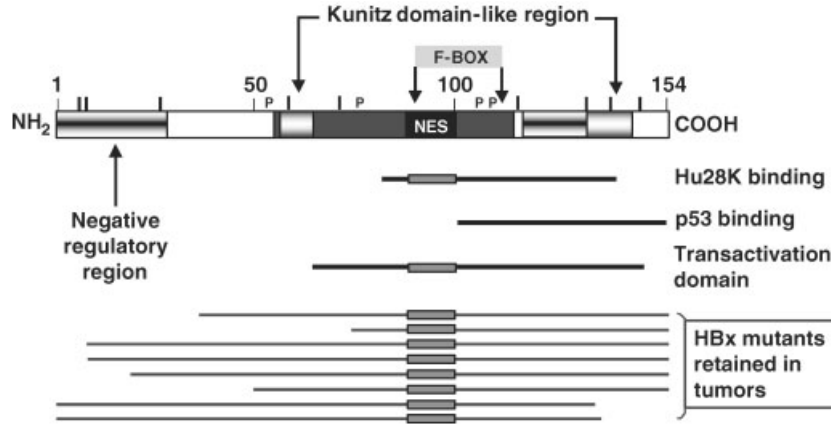 Kunitz domain-like region
F-BOX
1 50 100 154
P P P P
NH2 NES COOH
Hu28K binding
Negative
regulatory
region
p53 binding
Transactivation
domain
HBx mutants
retained in
tumors